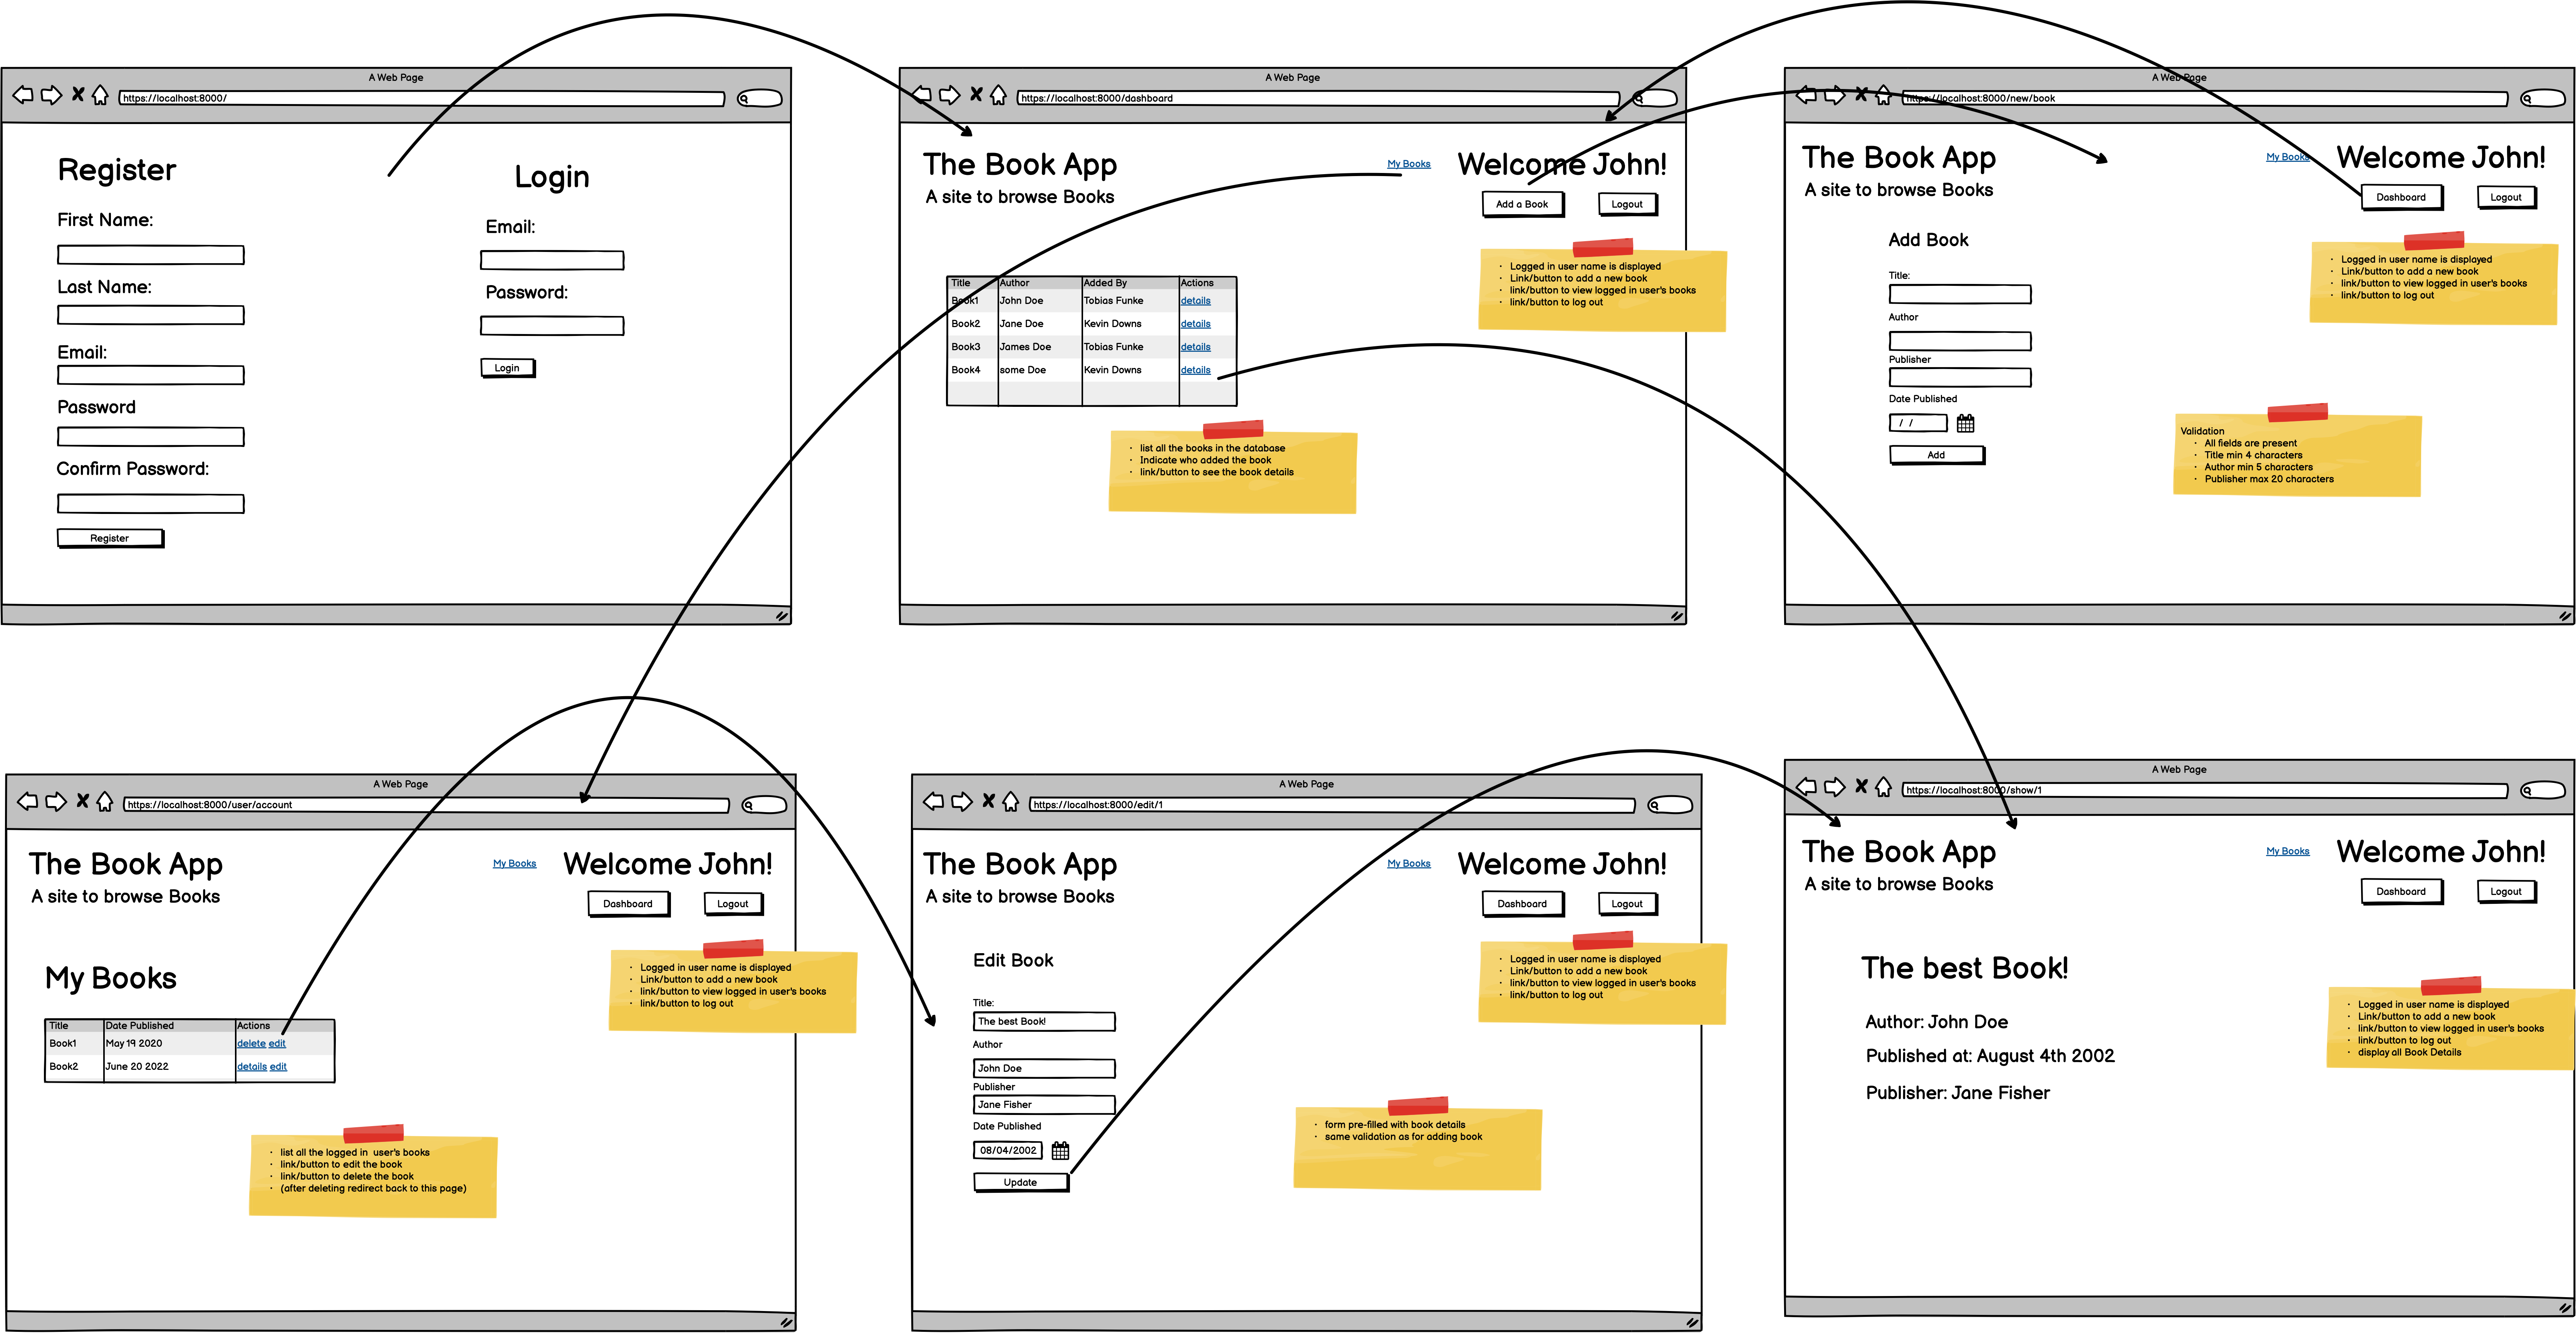 A Web Page
https://localhost:8000/
Register
First Name:
Last Name:
Email:
Password
Confirm Password:
Register
Login
Email:
Password:
Login
A Web Page
https://localhost:8000/dashboard
The Book App
A site to browse Books
My Books
Welcome John!
Add a Book
Logout
· Logged in user name is displayed
· Link/button to add a new book
· link/button to view logged in user's books
· link/button to log out
Title Author Added By Actions
Book1 John Doe Tobias Funke details
Book2 Jane Doe Kevin Downs details
Book3 James Doe Tobias Funke details
Book4 some Doe Kevin Downs details
· list all the books in the database
· Indicate who added the book
· link/button to see the book details
A Web Page
https://localhost:8000/new/book
The Book App
A site to browse Books
My Books
Welcome John!
Dashboard
Logout
· Logged in user name is displayed
· Link/button to add a new book
· link/button to view logged in user's books
· link/button to log out
Add Book
Title:
Author
Publisher
Date Published
/ /
Add
Validation
· All fields are present
· Title min 4 characters
· Author min 5 characters
· Publisher max 20 characters
A Web Page
https://localhost:8000/user/account
The Book App
A site to browse Books
My Books
Welcome John!
Dashboard
Logout
· Logged in user name is displayed
· Link/button to add a new book
· link/button to view logged in user's books
· link/button to log out
My Books
Title Date Published Actions
Book1 May 19 2020 delete edit
Book2 June 20 2022 details edit
· list all the logged in user's books
· link/button to edit the book
· link/button to delete the book
· (after deleting redirect back to this page)
A Web Page
https://localhost:8000/edit/1
The Book App
A site to browse Books
My Books
Welcome John!
Dashboard
Logout
· Logged in user name is displayed
· Link/button to add a new book
· link/button to view logged in user's books
· link/button to log out
Edit Book
Title:
The best Book!
Author
John Doe
Publisher
Jane Fisher
Date Published
08/04/2002
Update
· form pre-filled with book details
· same validation as for adding book
A Web Page
https://localhost:8000/show/1
The Book App
A site to browse Books
My Books
Welcome John!
Dashboard
Logout
The best Book!
Author: John Doe
Published at: August 4th 2002
Publisher: Jane Fisher
· Logged in user name is displayed
· Link/button to add a new book
· link/button to view logged in user's books
· link/button to log out
· display all Book Details